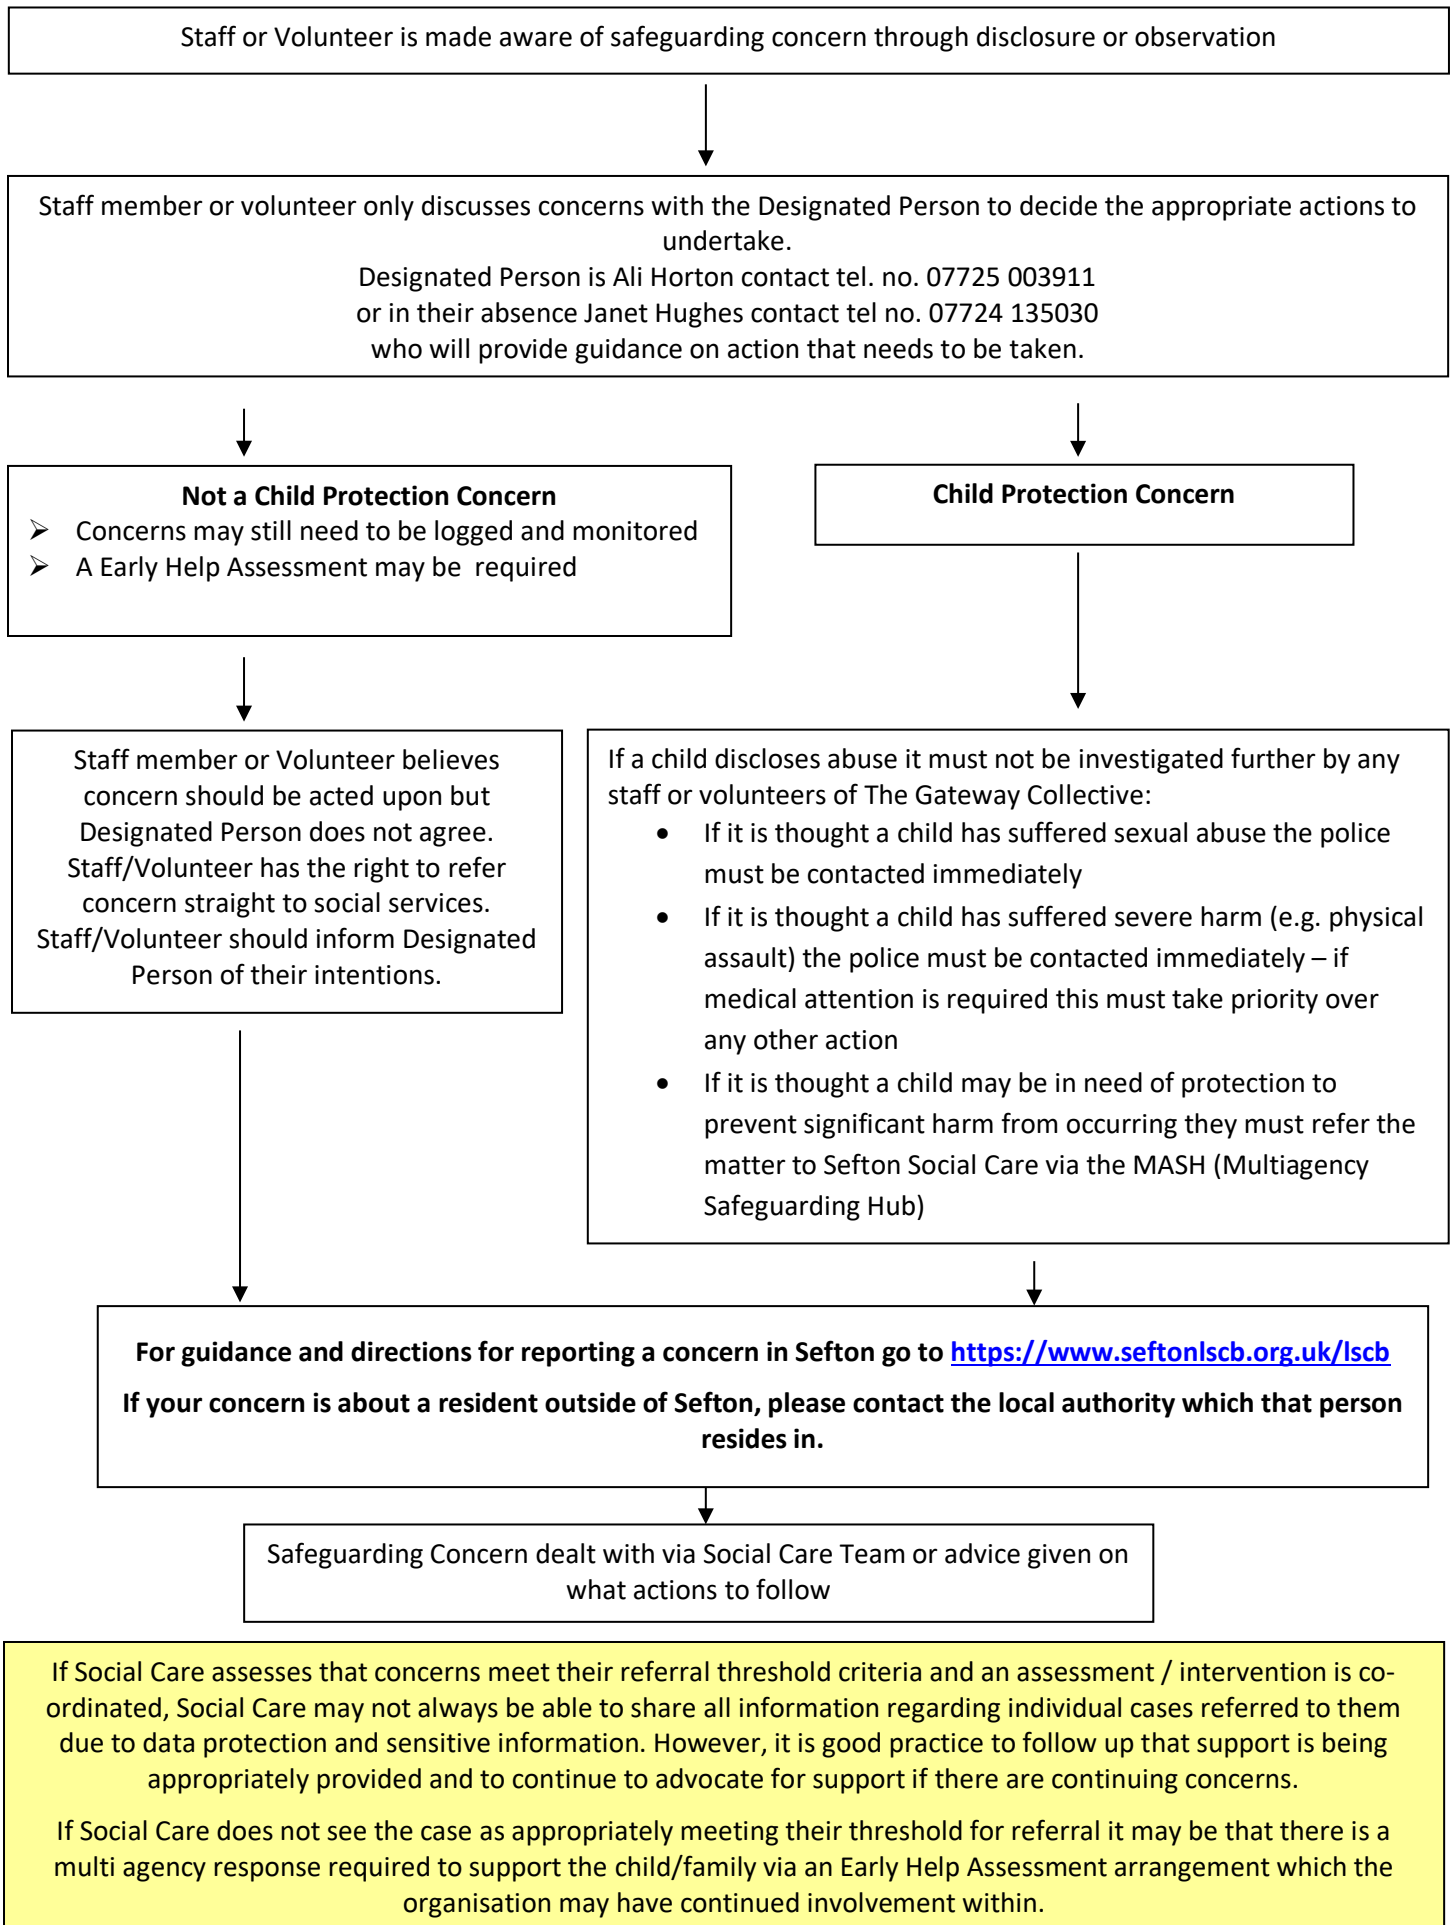 Staff or Volunteer is made aware of safeguarding concern through disclosure or observation
Staff member or volunteer only discusses concerns with the Designated Person to decide the appropriate actions to
undertake.
Designated Person is Ali Horton contact tel. no. 07725 003911
or in their absence Janet Hughes contact tel no. 07724 135030
who will provide guidance on action that needs to be taken.
Not a Child Protection Concern
➢ Concerns may still need to be logged and monitored
➢ A Early Help Assessment may be  required
Child Protection Concern
Staff member or Volunteer believes
concern should be acted upon but
Designated Person does not agree.
Staff/Volunteer has the right to refer
concern straight to social services.
Staff/Volunteer should inform Designated
Person of their intentions.
If a child discloses abuse it must not be investigated further by any
staff or volunteers of The Gateway Collective:
• If it is thought a child has suffered sexual abuse the police
must be contacted immediately
• If it is thought a child has suffered severe harm (e.g. physical
assault) the police must be contacted immediately – if
medical attention is required this must take priority over
any other action
• If it is thought a child may be in need of protection to
prevent significant harm from occurring they must refer the
matter to Sefton Social Care via the MASH (Multiagency
Safeguarding Hub)
For guidance and directions for reporting a concern in Sefton go to https://www.seftonlscb.org.uk/lscb
If your concern is about a resident outside of Sefton, please contact the local authority which that person
resides in.
Safeguarding Concern dealt with via Social Care Team or advice given on
what actions to follow
If Social Care assesses that concerns meet their referral threshold criteria and an assessment / intervention is co-
ordinated, Social Care may not always be able to share all information regarding individual cases referred to them
due to data protection and sensitive information. However, it is good practice to follow up that support is being
appropriately provided and to continue to advocate for support if there are continuing concerns.
If Social Care does not see the case as appropriately meeting their threshold for referral it may be that there is a
multi agency response required to support the child/family via an Early Help Assessment arrangement which the
organisation may have continued involvement within.